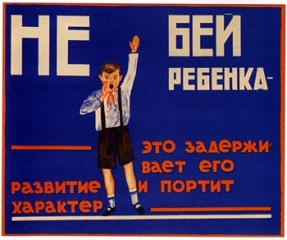 НЕ БЕЙ
РЕБЕНКА-
ЭТО ЗАДЕРЖИ
ВАЕТ ЕГО
РАЗВИТИЕ И ПОРТИТ
ХАРАКТЕР